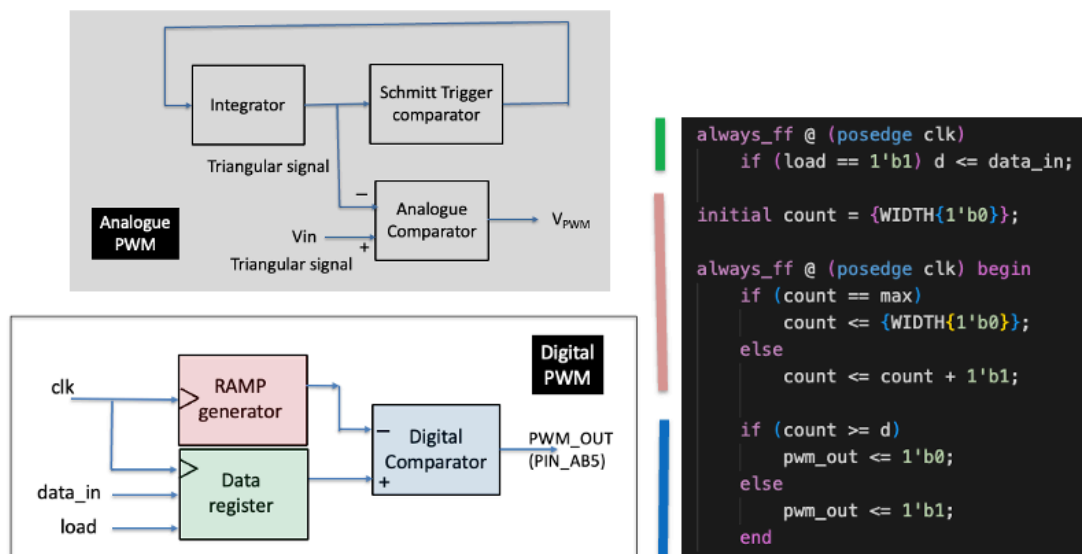 Integrator
Schmitt Trigger
comparator
Triangular signal
−
Analogue
Comparator
V_PWM
Vin
+
Triangular signal
Analogue
PWM
Digital
PWM
clk
RAMP
generator
−
Digital
Comparator
+
PWM_OUT
(PIN_AB5)
data_in
Data
register
load
always_ff @ (posedge clk)
    if (load == 1'b1) d <= data_in;
initial count = {WIDTH{1'b0}};
always_ff @ (posedge clk) begin
    if (count == max)
        count <= {WIDTH{1'b0}};
    else
        count <= count + 1'b1;
    if (count >= d)
        pwm_out <= 1'b0;
    else
        pwm_out <= 1'b1;
    end